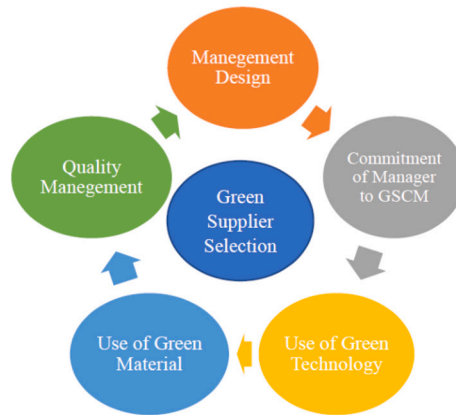 Manegement
Design
Commitment
of Manager
to GSCM
Use of Green
Technology
Use of Green
Material
Quality
Manegement
Green
Supplier
Selection